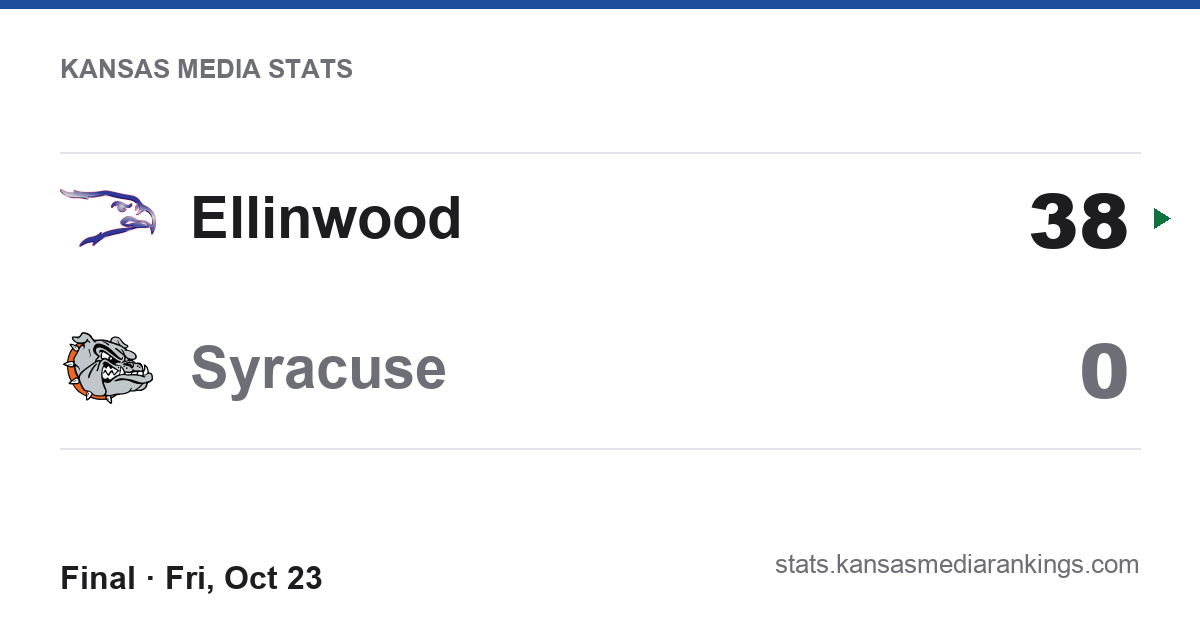 KANSAS MEDIA STATS
Ellinwood 38
Syracuse 0
Final · Fri, Oct 23
stats.kansasmediarankings.com